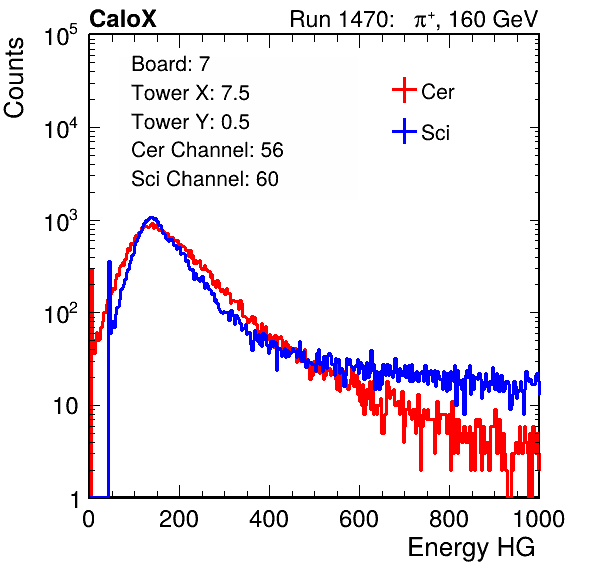 CaloX Run 1470: π⁺, 160 GeV
Counts
10⁵
10⁴
10³
10²
10
1
Board: 7
Tower X: 7.5
Tower Y: 0.5
Cer Channel: 56
Sci Channel: 60
Cer
Sci
0 200 400 600 800 1000
Energy HG